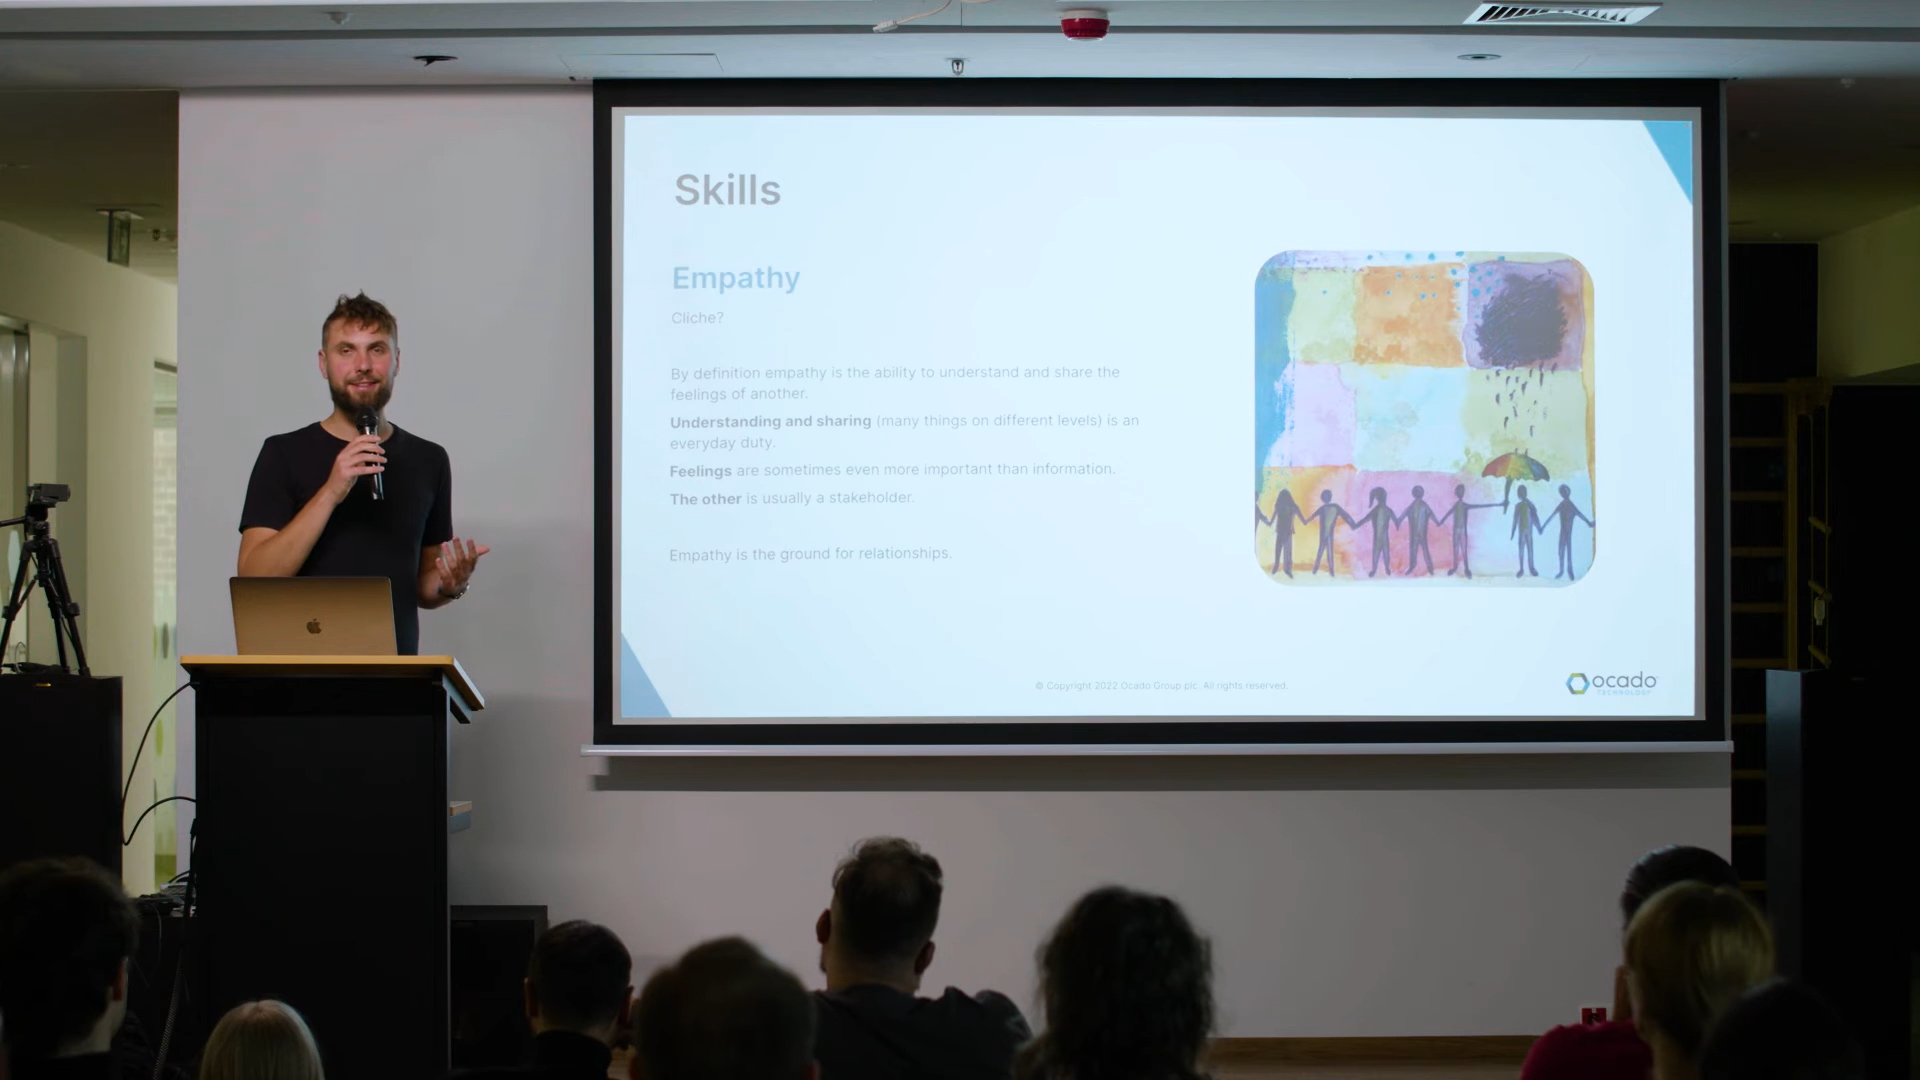 Skills
Empathy
Cliche?
By definition empathy is the ability to understand and share the
feelings of another.
Understanding and sharing (many things on different levels) is an
everyday duty.
Feelings are sometimes even more important than information.
The other is usually a stakeholder.
Empathy is the ground for relationships.
© Copyright 2022 Ocado Group plc. All rights reserved.
ocado
TECHNOLOGY